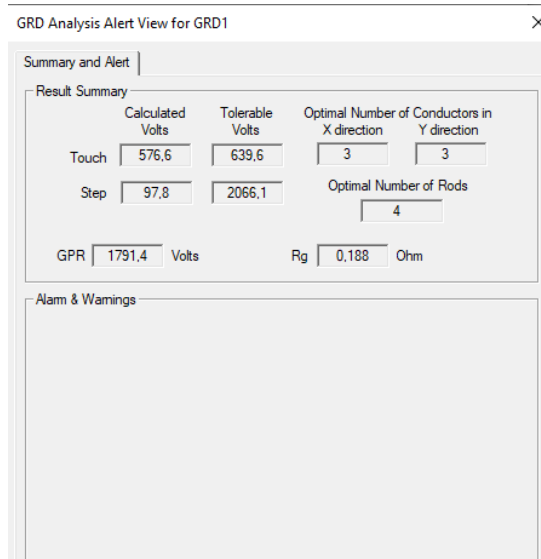 GRD Analysis Alert View for GRD1
Summary and Alert
Result Summary
Calculated Volts Tolerable Volts Optimal Number of Conductors in
X direction Y direction
Touch 576,6 639,6 3 3
Step 97,8 2066,1 Optimal Number of Rods
4
GPR 1791,4 Volts Rg 0,188 Ohm
Alarm & Warnings